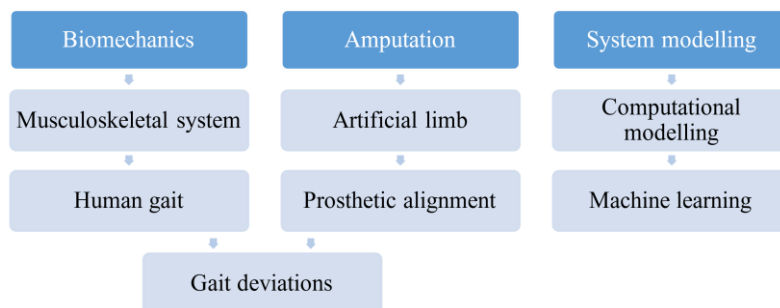 Biomechanics
Amputation
System modelling
Musculoskeletal system
Artificial limb
Computational
modelling
Human gait
Prosthetic alignment
Machine learning
Gait deviations